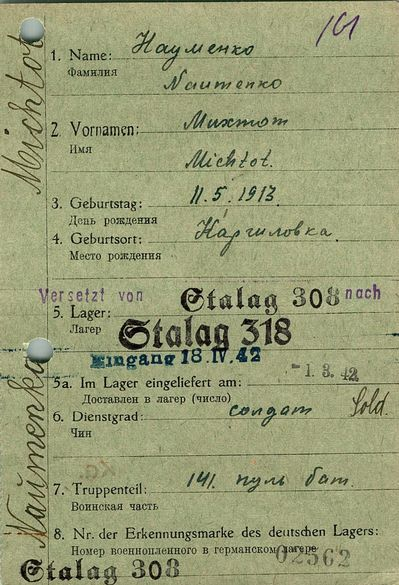 161
Michtot
Naumenko
1. Name: Науменко
Фамилия
Naumenko
2. Vornamen: Михтот
Имя
Michtot.
3. Geburtstag: 11.5.1913
День рождения
4. Geburtsort: Каргиловка.
Место рождения
Versetzt von Stalag 308 nach
5. Lager: Stalag 318
Лагерь
Eingang 18.IV.42
5a. Im Lager eingeliefert am: -1.3.42
Доставлен в лагерь (число)
6. Dienstgrad: солдат Sold.
Чин
7. Truppenteil: 141. пуль бат.
Воинская часть
8. Nr. der Erkennungsmarke des deutschen Lagers:
Номер военнопленного в германском лагере 02562
Stalag 308